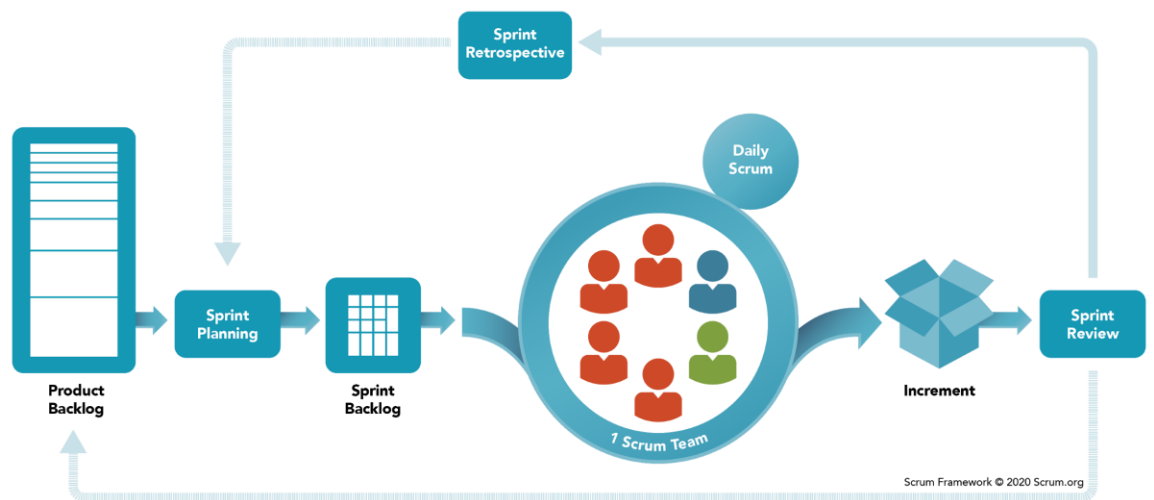 Sprint
Retrospective
Daily
Scrum
Sprint
Planning
Sprint
Review
Product
Backlog
Sprint
Backlog
Increment
1 Scrum Team
Scrum Framework © 2020 Scrum.org